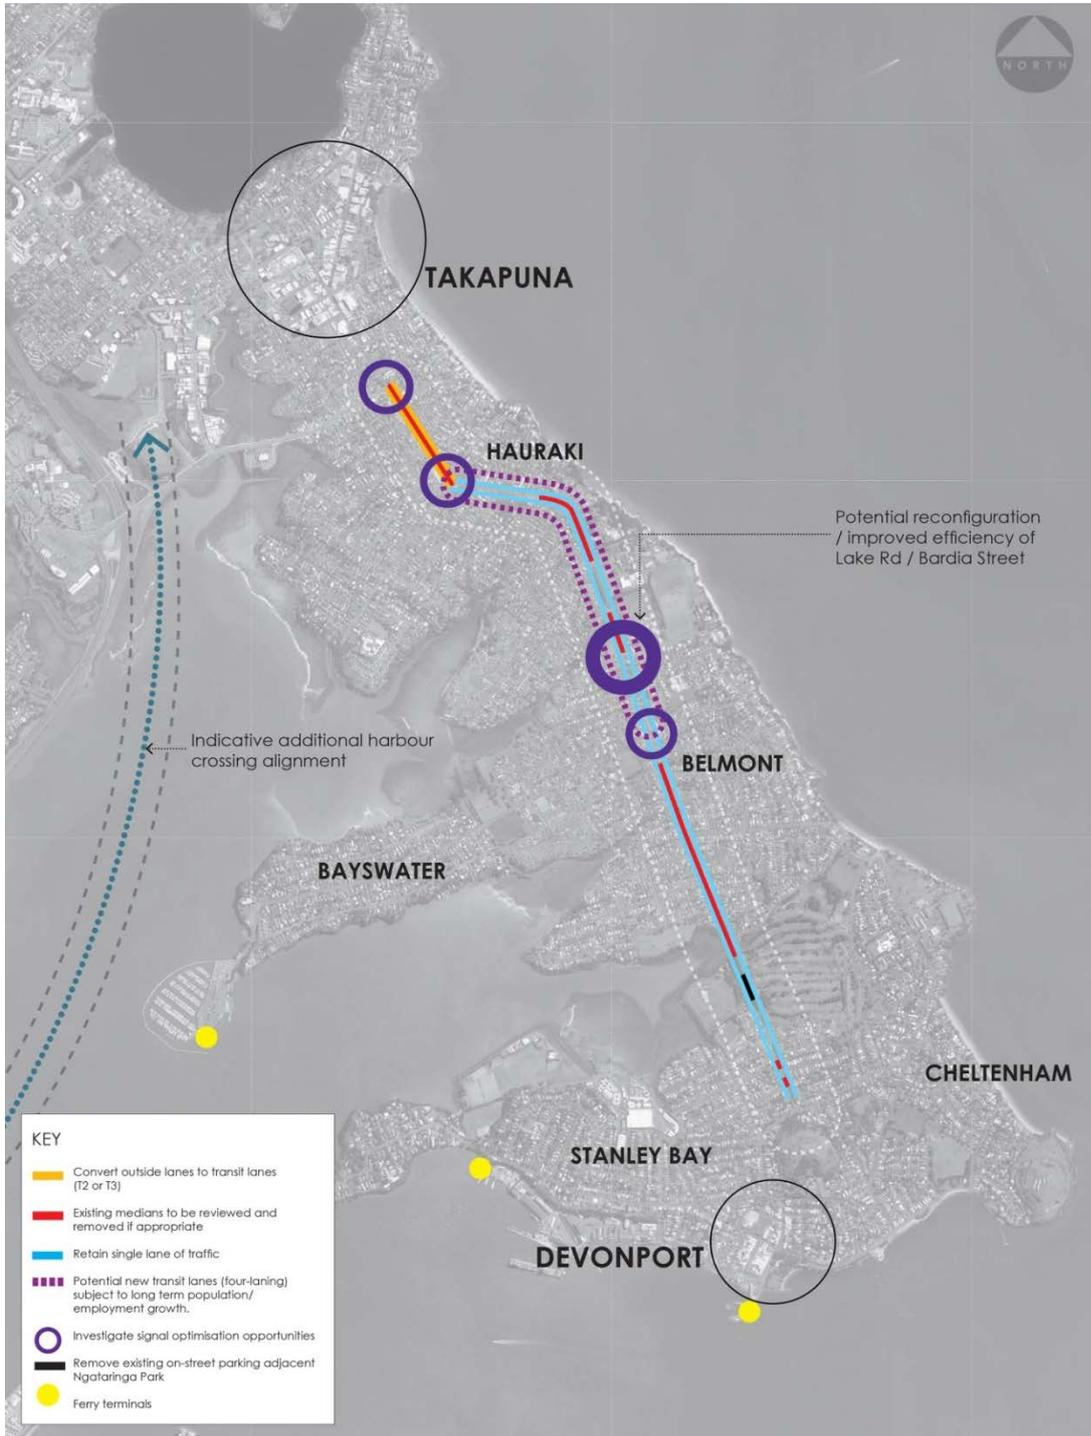 NORTH
TAKAPUNA
HAURAKI
Potential reconfiguration
/ improved efficiency of
Lake Rd / Bardia Street
Indicative additional harbour
crossing alignment
BELMONT
BAYSWATER
CHELTENHAM
STANLEY BAY
DEVONPORT
KEY
Convert outside lanes to transit lanes
(T2 or T3)
Existing medians to be reviewed and
removed if appropriate
Retain single lane of traffic
Potential new transit lanes (four-laning)
subject to long term population/
employment growth.
Investigate signal optimisation opportunities
Remove existing on-street parking adjacent
Ngataringa Park
Ferry terminals